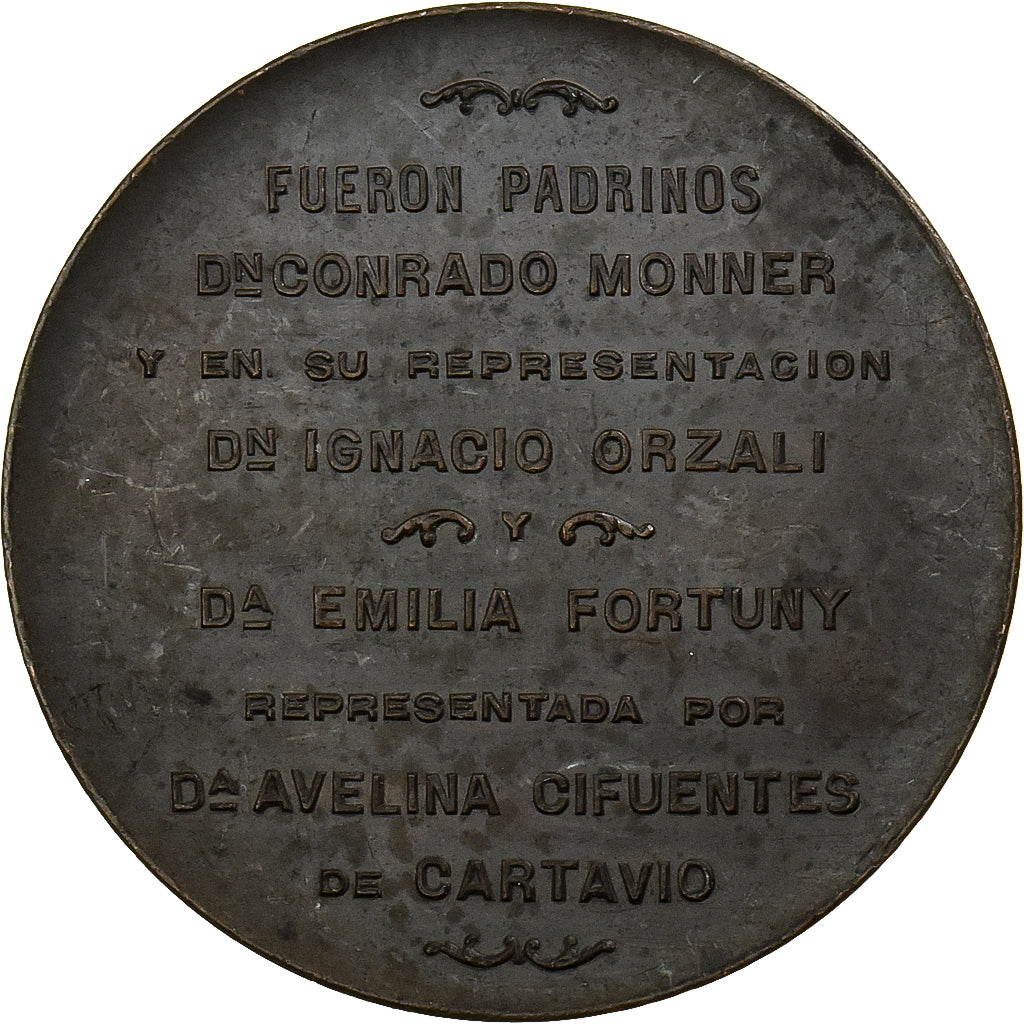 FUERON PADRINOS
DN CONRADO MONNER
Y EN SU REPRESENTACION
DN IGNACIO ORZALI
Y
DA EMILIA FORTUNY
REPRESENTADA POR
DA AVELINA CIFUENTES
DE CARTAVIO